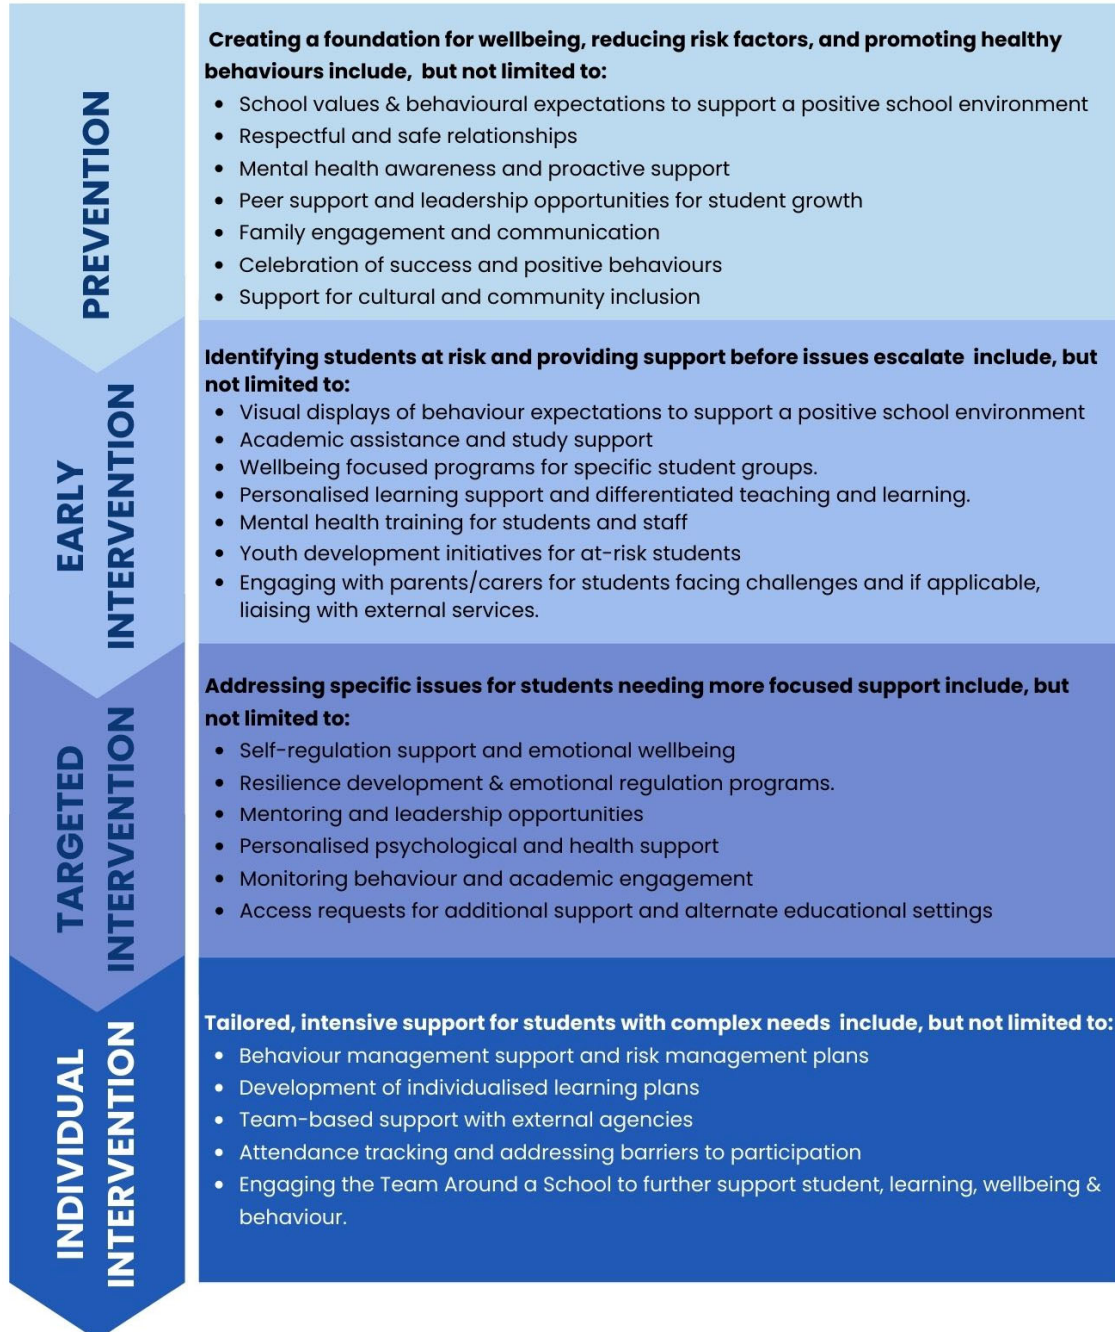 PREVENTION
Creating a foundation for wellbeing, reducing risk factors, and promoting healthy
behaviours include, but not limited to:
• School values & behavioural expectations to support a positive school environment
• Respectful and safe relationships
• Mental health awareness and proactive support
• Peer support and leadership opportunities for student growth
• Family engagement and communication
• Celebration of success and positive behaviours
• Support for cultural and community inclusion
EARLY
INTERVENTION
Identifying students at risk and providing support before issues escalate include, but
not limited to:
• Visual displays of behaviour expectations to support a positive school environment
• Academic assistance and study support
• Wellbeing focused programs for specific student groups.
• Personalised learning support and differentiated teaching and learning.
• Mental health training for students and staff
• Youth development initiatives for at-risk students
• Engaging with parents/carers for students facing challenges and if applicable,
liaising with external services.
TARGETED
INTERVENTION
Addressing specific issues for students needing more focused support include, but
not limited to:
• Self-regulation support and emotional wellbeing
• Resilience development & emotional regulation programs.
• Mentoring and leadership opportunities
• Personalised psychological and health support
• Monitoring behaviour and academic engagement
• Access requests for additional support and alternate educational settings
INDIVIDUAL
INTERVENTION
Tailored, intensive support for students with complex needs include, but not limited to:
• Behaviour management support and risk management plans
• Development of individualised learning plans
• Team-based support with external agencies
• Attendance tracking and addressing barriers to participation
• Engaging the Team Around a School to further support student, learning, wellbeing &
behaviour.